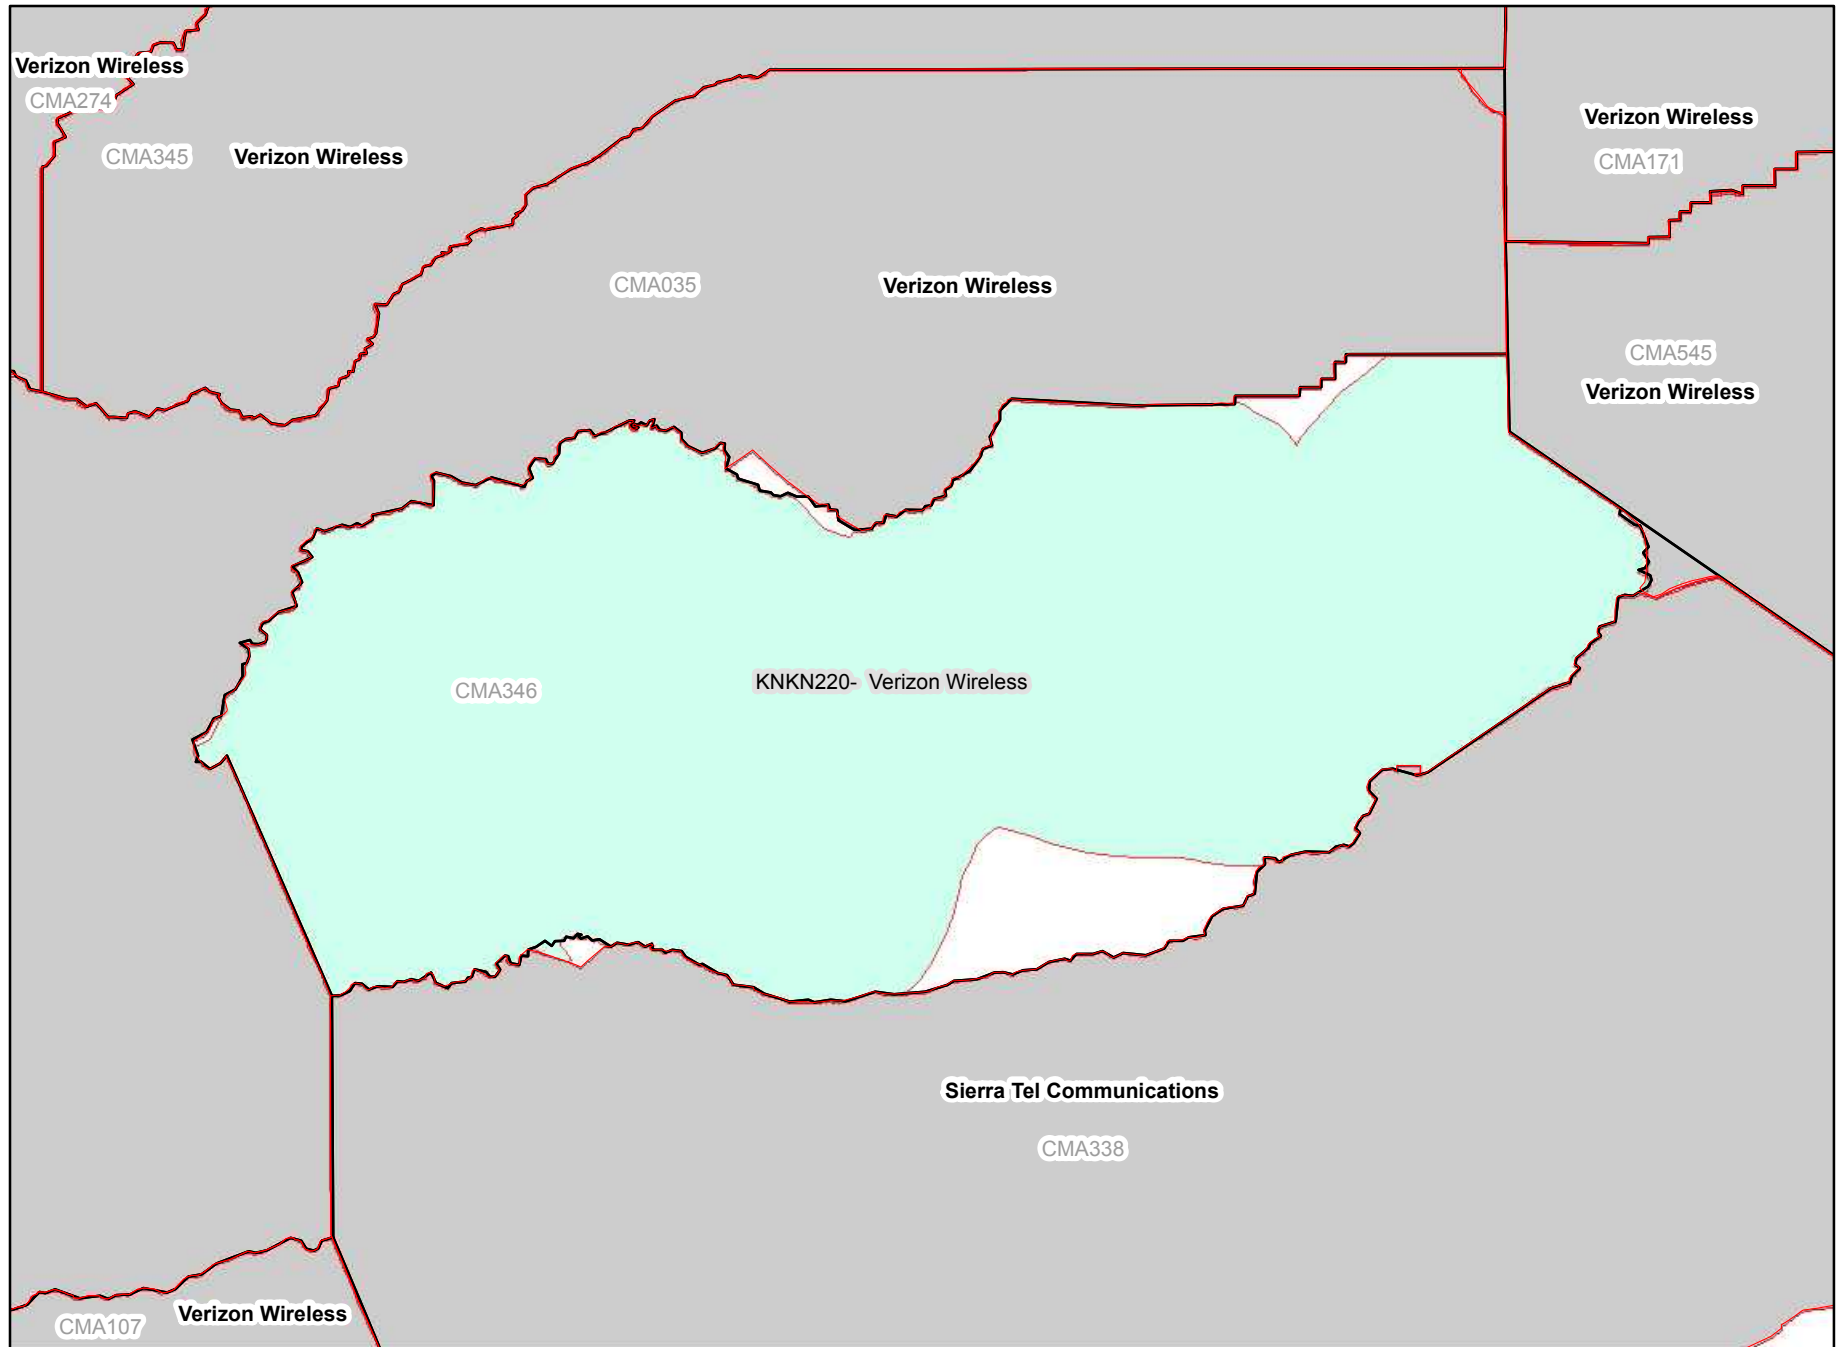 Verizon Wireless
CMA274
CMA345 Verizon Wireless
Verizon Wireless
CMA171
CMA035 Verizon Wireless
CMA545
Verizon Wireless
CMA346 KNKN220- Verizon Wireless
Sierra Tel Communications
CMA338
Verizon Wireless
CMA107